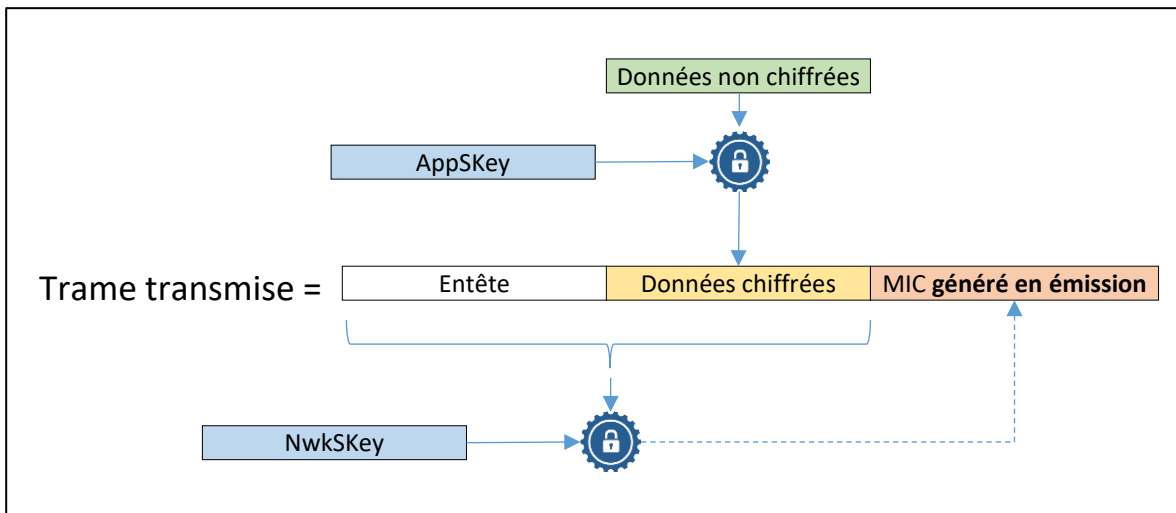 Données non chiffrées
AppSKey
Trame transmise =
Entête
Données chiffrées
MIC généré en émission
NwkSKey